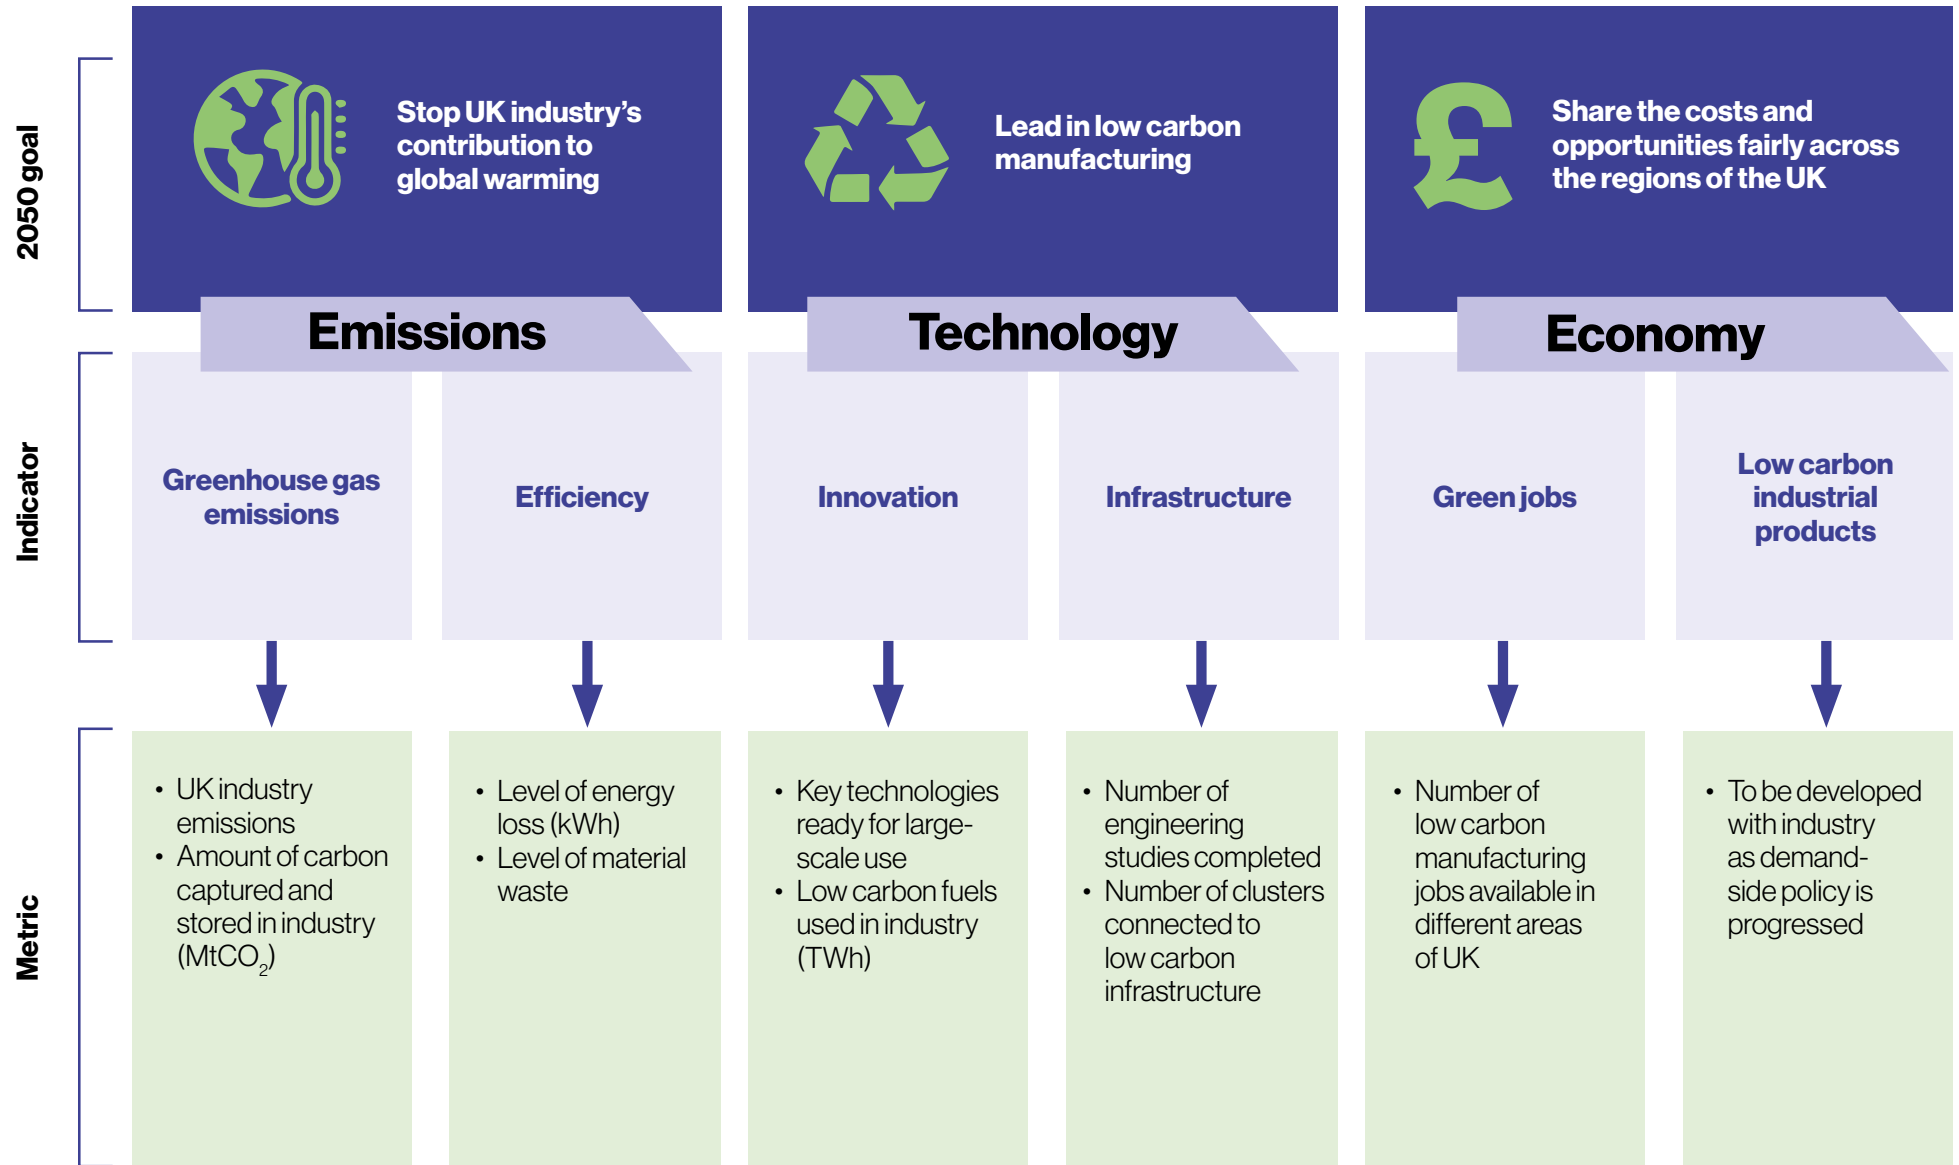 2050 goal
Stop UK industry's
contribution to
global warming
Lead in low carbon
manufacturing
£
Share the costs and
opportunities fairly across
the regions of the UK
Emissions
Technology
Economy
Indicator
Greenhouse gas
emissions
Efficiency
Innovation
Infrastructure
Green jobs
Low carbon
industrial
products
Metric
• UK industry
emissions
• Amount of carbon
captured and
stored in industry
(MtCO₂)
• Level of energy
loss (kWh)
• Level of material
waste
• Key technologies
ready for large-
scale use
• Low carbon fuels
used in industry
(TWh)
• Number of
engineering
studies completed
• Number of clusters
connected to
low carbon
infrastructure
• Number of
low carbon
manufacturing
jobs available in
different areas
of UK
• To be developed
with industry
as demand-
side policy is
progressed